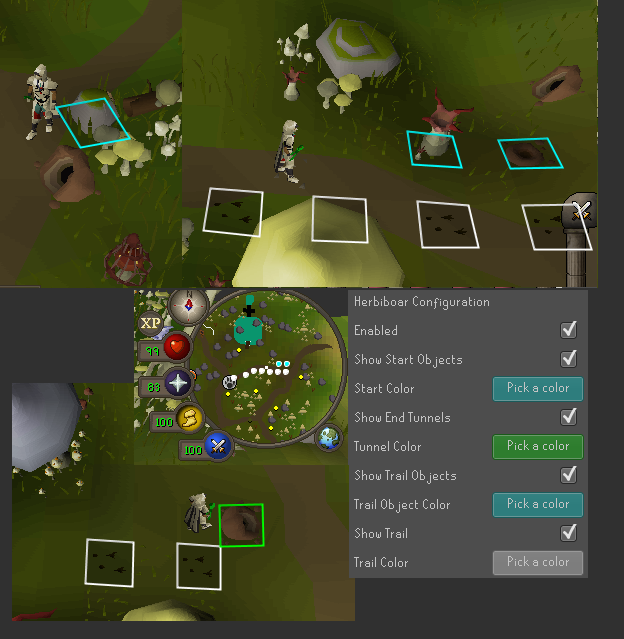 Herbiboar Configuration
Enabled
Show Start Objects
Start Color Pick a color
Show End Tunnels
Tunnel Color Pick a color
Show Trail Objects
Trail Object Color Pick a color
Show Trail
Trail Color Pick a color
N
XP
99
83
100
100